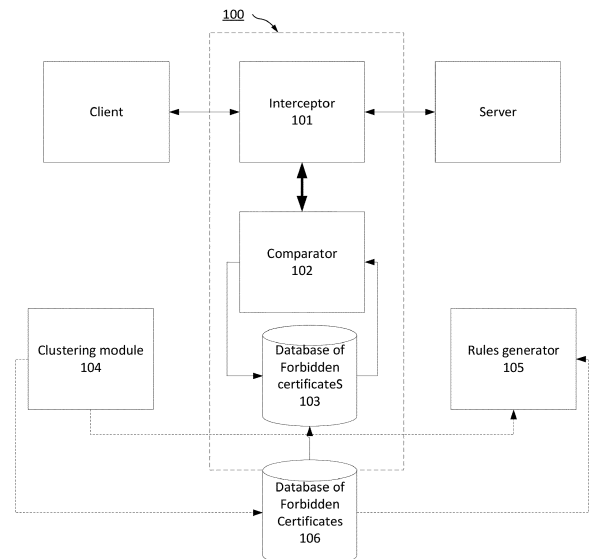 100
Client
Interceptor
101
Server
Comparator
102
Clustering module
104
Database of
Forbidden
certificateS
103
Rules generator
105
Database of
Forbidden
Certificates
106